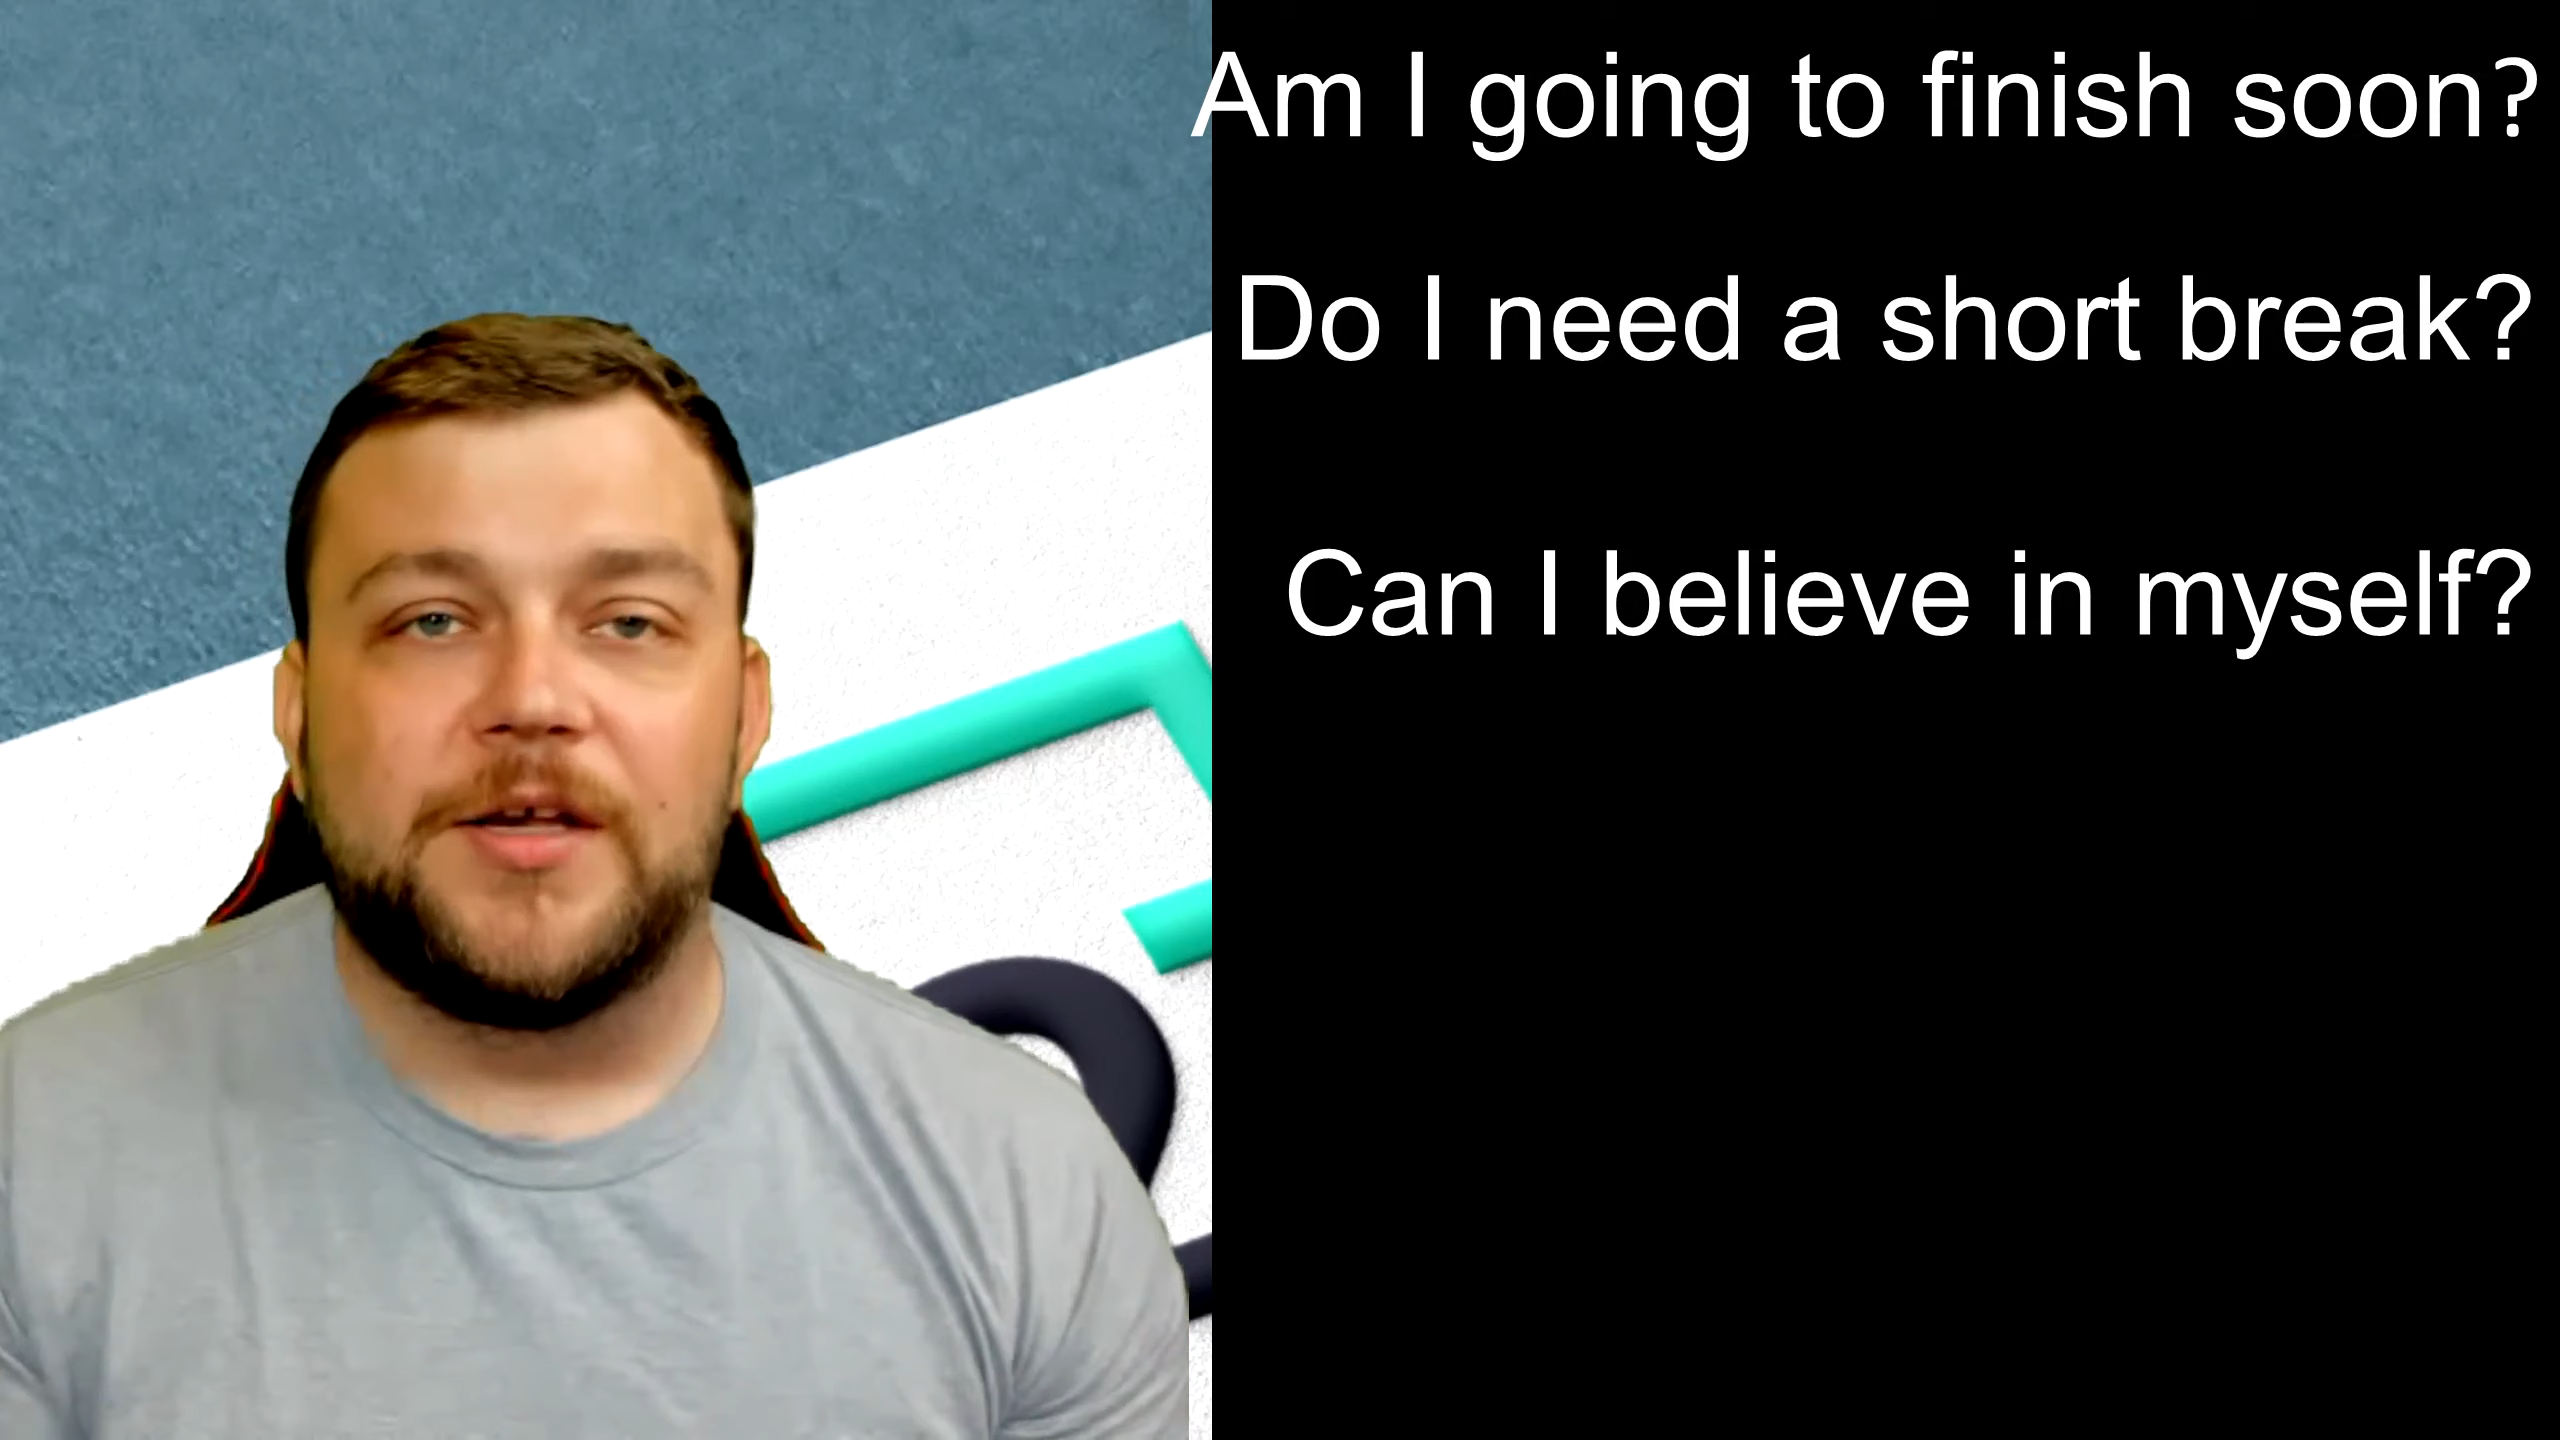 Am I going to finish soon?
Do I need a short break?
Can I believe in myself?